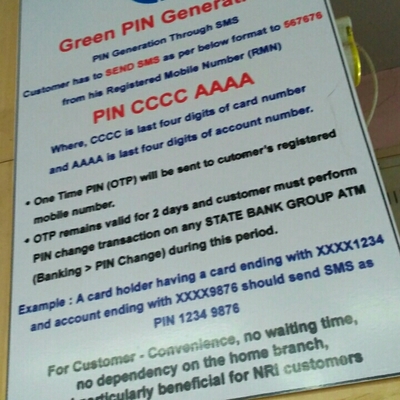 Green PIN Generati
PIN Generation Through SMS
Customer has to SEND SMS as per below format to 567676
from his Registered Mobile Number (RMN)
PIN CCCC AAAA
Where, CCCC is last four digits of card number
and AAAA is last four digits of account number.
• One Time PIN (OTP) will be sent to cutomer's registered
mobile number.
• OTP remains valid for 2 days and customer must perform
PIN change transaction on any STATE BANK GROUP ATM
(Banking > PIN Change) during this period.
Example : A card holder having a card ending with XXXX1234
and account ending with XXXX9876 should send SMS as
PIN 1234 9876
For Customer - Convenience, no waiting time,
no dependency on the home branch,
particularly beneficial for NRI customers